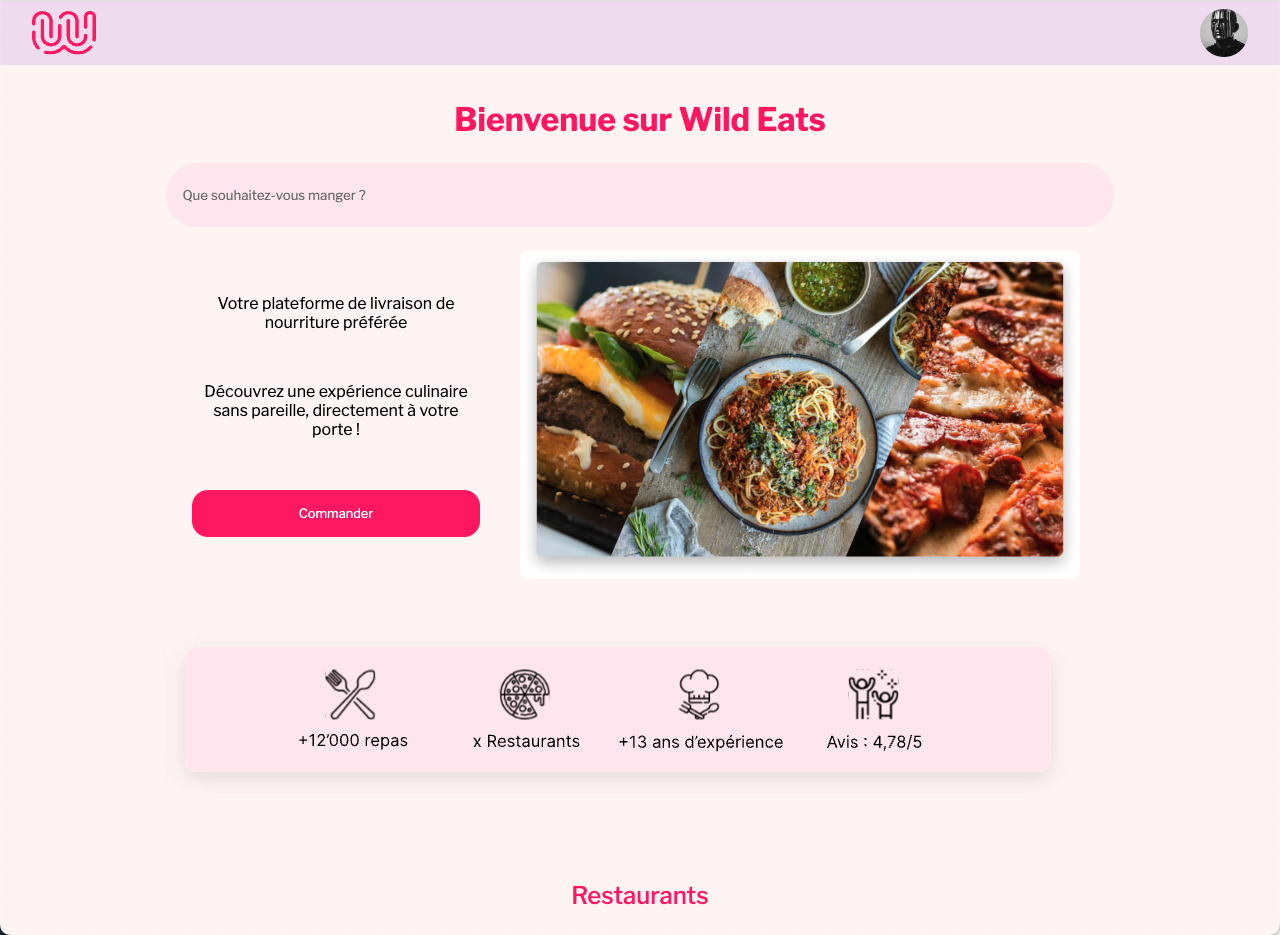 Bienvenue sur Wild Eats
Que souhaitez-vous manger ?
Votre plateforme de livraison de
nourriture préférée
Découvrez une expérience culinaire
sans pareille, directement à votre
porte !
Commander
+12’000 repas
x Restaurants
+13 ans d’expérience
Avis : 4,78/5
Restaurants